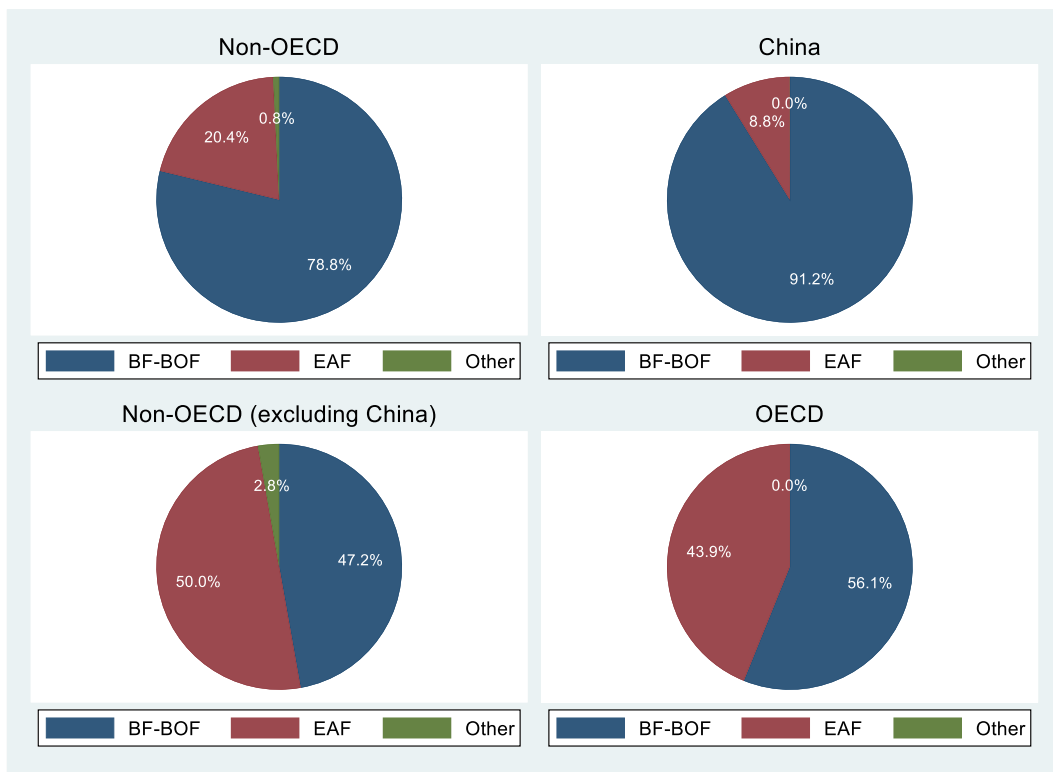 Non-OECD
0.8%
20.4%
78.8%
BF-BOF EAF Other
China
0.0%
8.8%
91.2%
BF-BOF EAF Other
Non-OECD (excluding China)
2.8%
47.2%
50.0%
BF-BOF EAF Other
OECD
0.0%
43.9%
56.1%
BF-BOF EAF Other